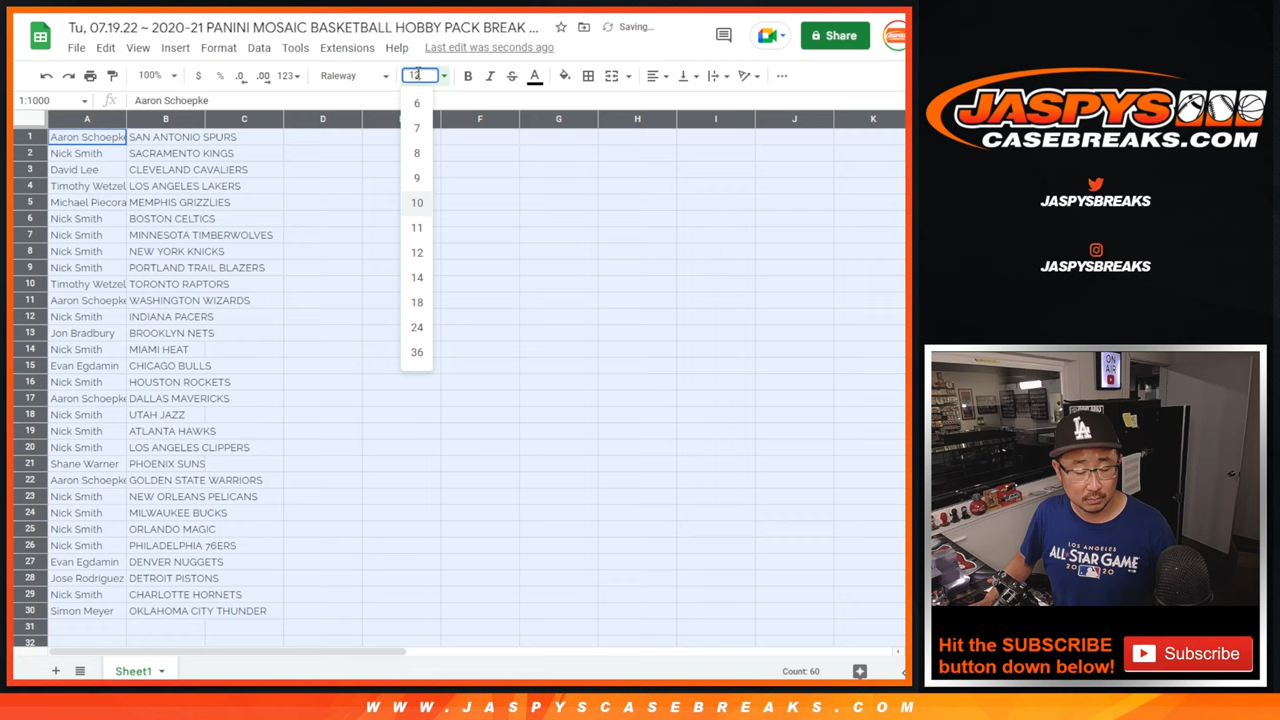 Tu, 07.19.22 ~ 2020-21 PANINI MOSAIC BASKETBALL HOBBY PACK BREAK ...
Saving...
Share
File Edit View Insert Format Data Tools Extensions Help Last edit was seconds ago
100% $ % .0 .00 123 Raleway 12 B I S A
1:1000 fx Aaron Schoepke
A B C D F G H I J K
1 Aaron Schoepke SAN ANTONIO SPURS
2 Nick Smith SACRAMENTO KINGS
3 David Lee CLEVELAND CAVALIERS
4 Timothy Wetzel LOS ANGELES LAKERS
5 Michael Piecora MEMPHIS GRIZZLIES
6 Nick Smith BOSTON CELTICS
7 Nick Smith MINNESOTA TIMBERWOLVES
8 Nick Smith NEW YORK KNICKS
9 Nick Smith PORTLAND TRAIL BLAZERS
10 Timothy Wetzel TORONTO RAPTORS
11 Aaron Schoepke WASHINGTON WIZARDS
12 Nick Smith INDIANA PACERS
13 Jon Bradbury BROOKLYN NETS
14 Nick Smith MIAMI HEAT
15 Evan Egdamin CHICAGO BULLS
16 Nick Smith HOUSTON ROCKETS
17 Aaron Schoepke DALLAS MAVERICKS
18 Nick Smith UTAH JAZZ
19 Nick Smith ATLANTA HAWKS
20 Nick Smith LOS ANGELES CLIPPERS
21 Shane Warner PHOENIX SUNS
22 Aaron Schoepke GOLDEN STATE WARRIORS
23 Nick Smith NEW ORLEANS PELICANS
24 Nick Smith MILWAUKEE BUCKS
25 Nick Smith ORLANDO MAGIC
26 Nick Smith PHILADELPHIA 76ERS
27 Evan Egdamin DENVER NUGGETS
28 Jose Rodriguez DETROIT PISTONS
29 Nick Smith CHARLOTTE HORNETS
30 Simon Meyer OKLAHOMA CITY THUNDER
31
32
6
7
8
9
10
11
12
14
18
24
36
Sheet1
Count: 60
JASPYS
CASEBREAKS.COM
JASPYSBREAKS
JASPYSBREAKS
ON
AIR
LA
LOS ANGELES
ALL STAR GAME
2020
Hit the SUBSCRIBE
button down below!
Subscribe
WWW.JASPYSCASEBREAKS.COM